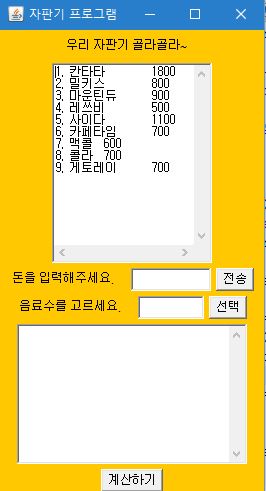 자판기 프로그램
우리 자판기 골라골라~
1. 칸타타 1800
2. 밀키스 800
3. 마운틴듀 900
4. 레쓰비 500
5. 사이다 1100
6. 카페타임 700
7. 맥콜 600
8. 콜라 700
9. 게토레이 700
돈을 입력해주세요. 전송
음료수를 고르세요. 선택
계산하기